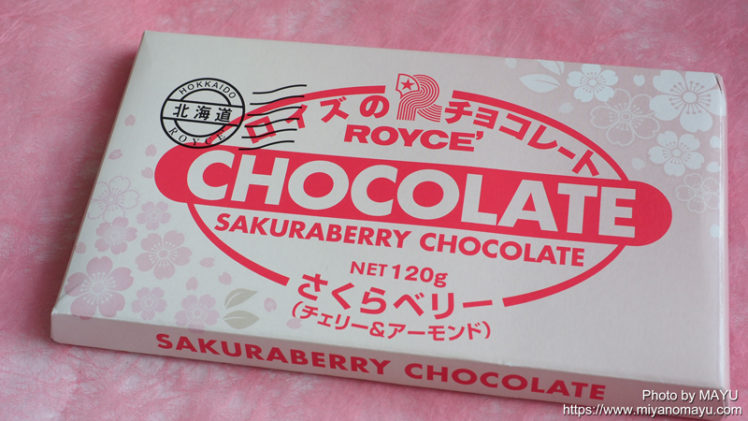 HOKKAIDO
北海道
ROYCE'
ロイズの R チョコレート
ROYCE'
CHOCOLATE
SAKURABERRY CHOCOLATE
NET 120g
さくらベリー
(チェリー&アーモンド)
SAKURABERRY CHOCOLATE
Photo by MAYU
https://www.miyanomayu.com/